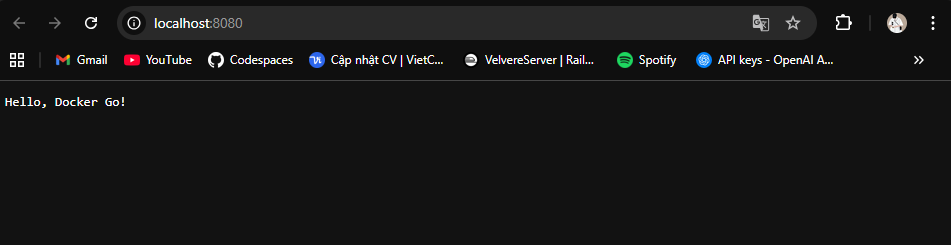 localhost:8080
Gmail YouTube Codespaces Cập nhật CV | VietC... VelvereServer | Rail... Spotify API keys - OpenAI A...
Hello, Docker Go!